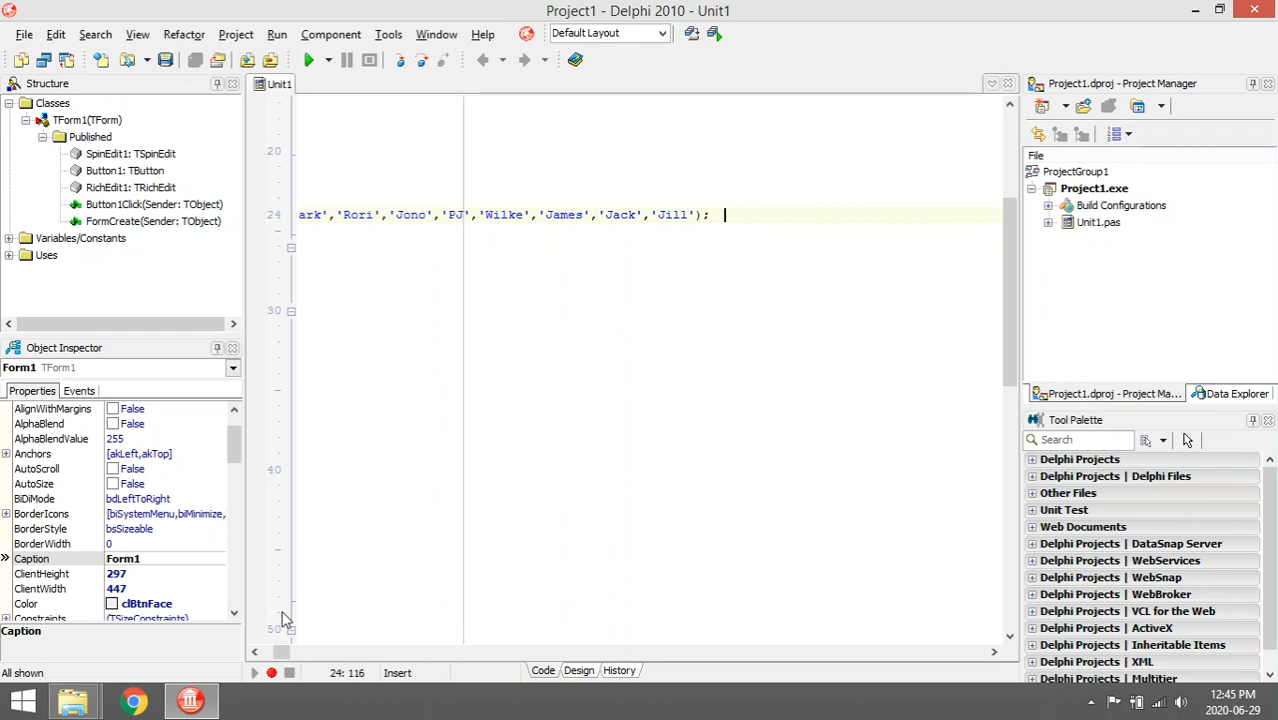 Project1 - Delphi 2010 - Unit1
File Edit Search View Refactor Project Run Component Tools Window Help Default Layout
Structure
Classes
TForm1(TForm)
Published
SpinEdit1: TSpinEdit
Button1: TButton
RichEdit1: TRichEdit
Button1Click(Sender: TObject)
FormCreate(Sender: TObject)
Variables/Constants
Uses
Object Inspector
Form1 TForm1
Properties Events
AlignWithMargins False
AlphaBlend False
AlphaBlendValue 255
Anchors [akLeft,akTop]
AutoScroll False
AutoSize False
BiDiMode bdLeftToRight
BorderIcons [biSystemMenu,biMinimize,
BorderStyle bsSizeable
BorderWidth 0
Caption Form1
ClientHeight 297
ClientWidth 447
Color clBtnFace
Constraints (TSizeConstraints)
Caption
All shown
Unit1
20
24 ark','Rori','Jono','PJ','Wilke','James','Jack','Jill');
30
40
50
24: 116 Insert Code Design History
Project1.dproj - Project Manager
File
ProjectGroup1
Project1.exe
Build Configurations
Unit1.pas
Project1.dproj - Project Ma... Data Explorer
Tool Palette
Search
Delphi Projects
Delphi Projects | Delphi Files
Other Files
Unit Test
Web Documents
Delphi Projects | DataSnap Server
Delphi Projects | WebServices
Delphi Projects | WebSnap
Delphi Projects | WebBroker
Delphi Projects | VCL for the Web
Delphi Projects | ActiveX
Delphi Projects | Inheritable Items
Delphi Projects | XML
Delphi Projects | Multitier
12:45 PM
2020-06-29